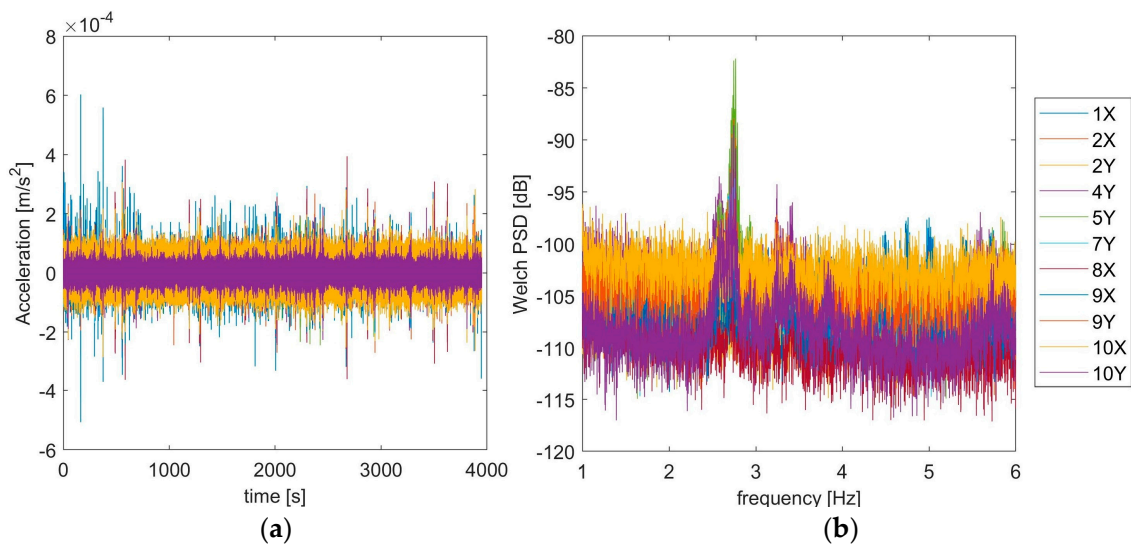 ×10⁻⁴
8
6
4
2
0
-2
-4
-6
Acceleration [m/s²]
0 1000 2000 3000 4000
time [s]
(a)
-80
-85
-90
-95
-100
-105
-110
-115
-120
Welch PSD [dB]
1 2 3 4 5 6
frequency [Hz]
(b)
1X
2X
2Y
4Y
5Y
7Y
8X
9X
9Y
10X
10Y